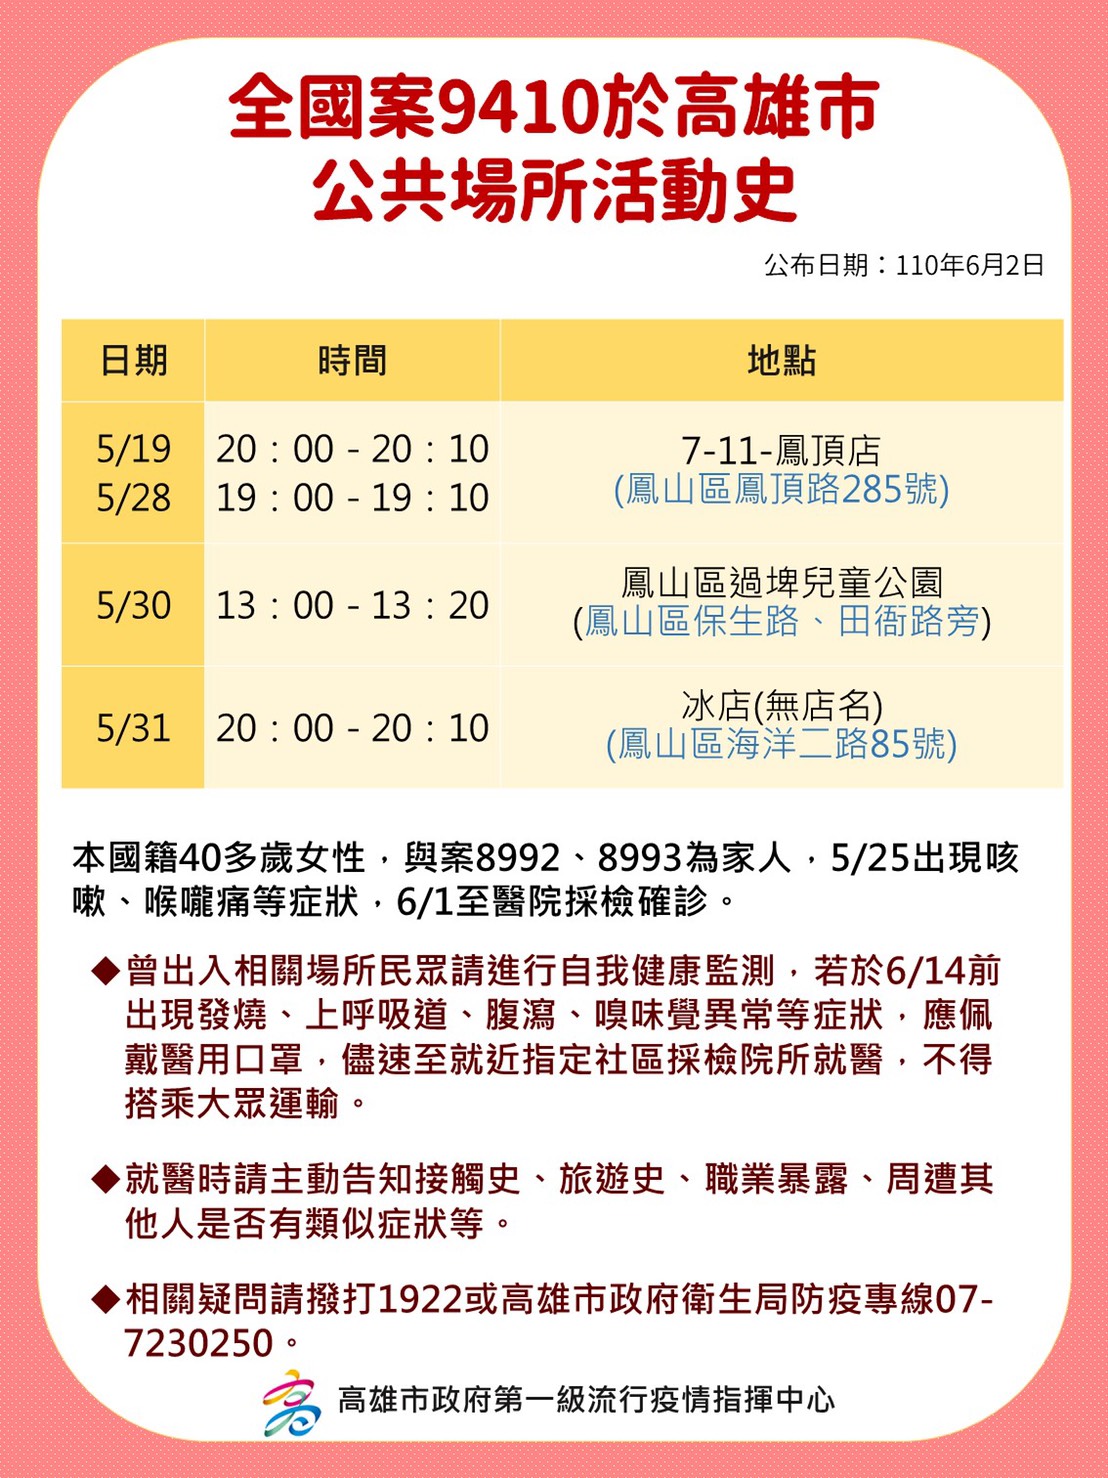 全國案9410於高雄市
公共場所活動史
公布日期：110年6月2日
日期 時間 地點
5/19 20：00 - 20：10
5/28 19：00 - 19：10
7-11-鳳頂店
(鳳山區鳳頂路285號)
5/30 13：00 - 13：20
鳳山區過埤兒童公園
(鳳山區保生路、田衙路旁)
5/31 20：00 - 20：10
冰店(無店名)
(鳳山區海洋二路85號)
本國籍40多歲女性，與案8992、8993為家人，5/25出現咳
嗽、喉嚨痛等症狀，6/1至醫院採檢確診。
◆曾出入相關場所民眾請進行自我健康監測，若於6/14前
出現發燒、上呼吸道、腹瀉、嗅味覺異常等症狀，應佩
戴醫用口罩，儘速至就近指定社區採檢院所就醫，不得
搭乘大眾運輸。
◆就醫時請主動告知接觸史、旅遊史、職業暴露、周遭其
他人是否有類似症狀等。
◆相關疑問請撥打1922或高雄市政府衛生局防疫專線07-
7230250。
高雄市政府第一級流行疫情指揮中心